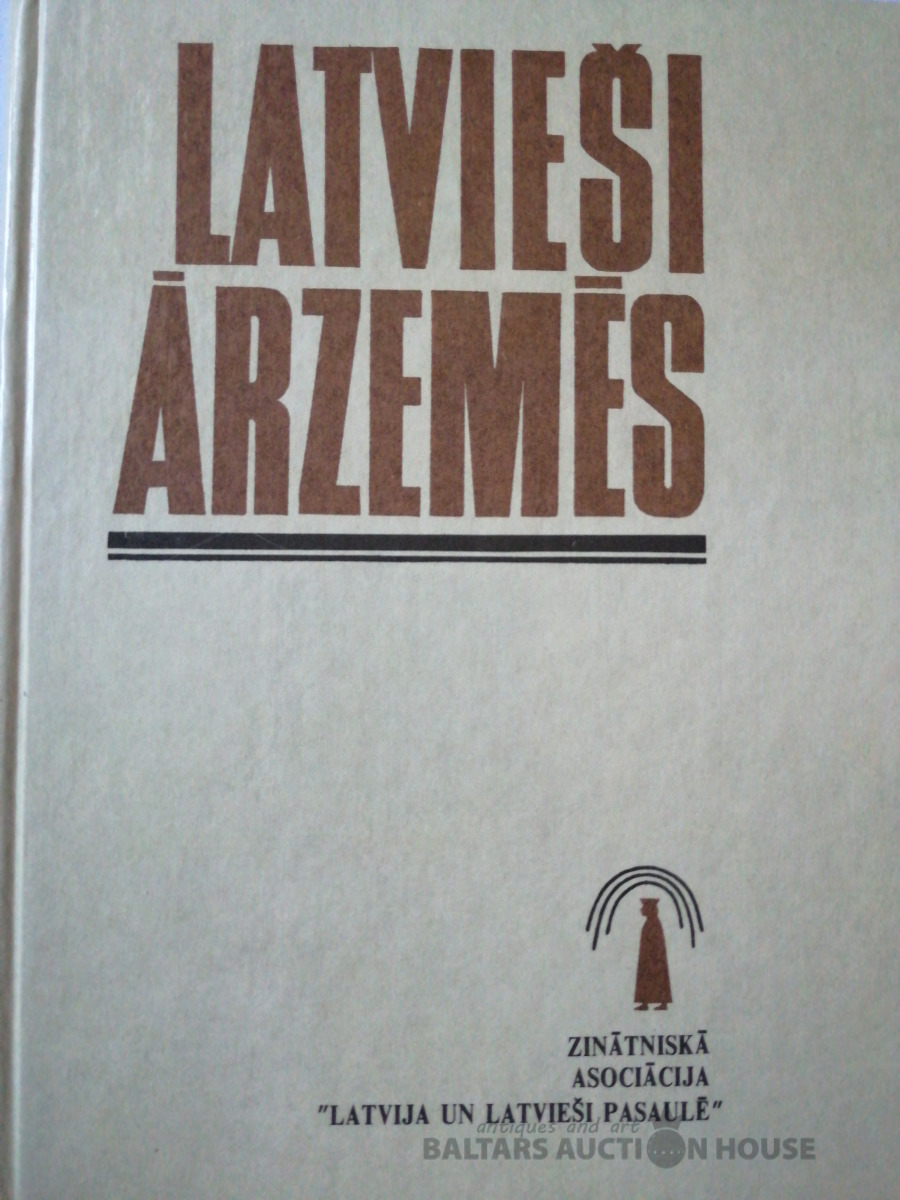 LATVIEŠI
ĀRZEMĒS
ZINĀTNISKĀ
ASOCIĀCIJA
"LATVIJA UN LATVIEŠI PASAULĒ"
antiques and art
BALTARS AUCTION HOUSE